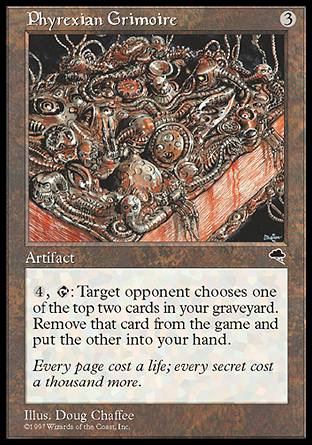 Phyrexian Grimoire 3
Artifact
4, : Target opponent chooses one
of the top two cards in your graveyard.
Remove that card from the game and
put the other into your hand.
Every page cost a life; every secret cost
a thousand more.
Illus. Doug Chaffee
©1997 Wizards of the Coast, Inc.